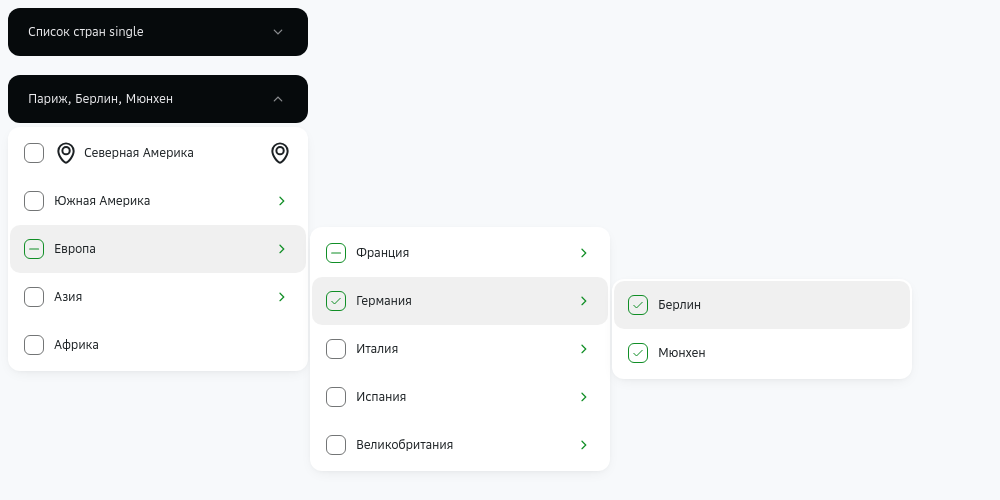 Список стран single
Париж, Берлин, Мюнхен
Северная Америка
Южная Америка
Европа
Азия
Африка
Франция
Германия
Италия
Испания
Великобритания
Берлин
Мюнхен